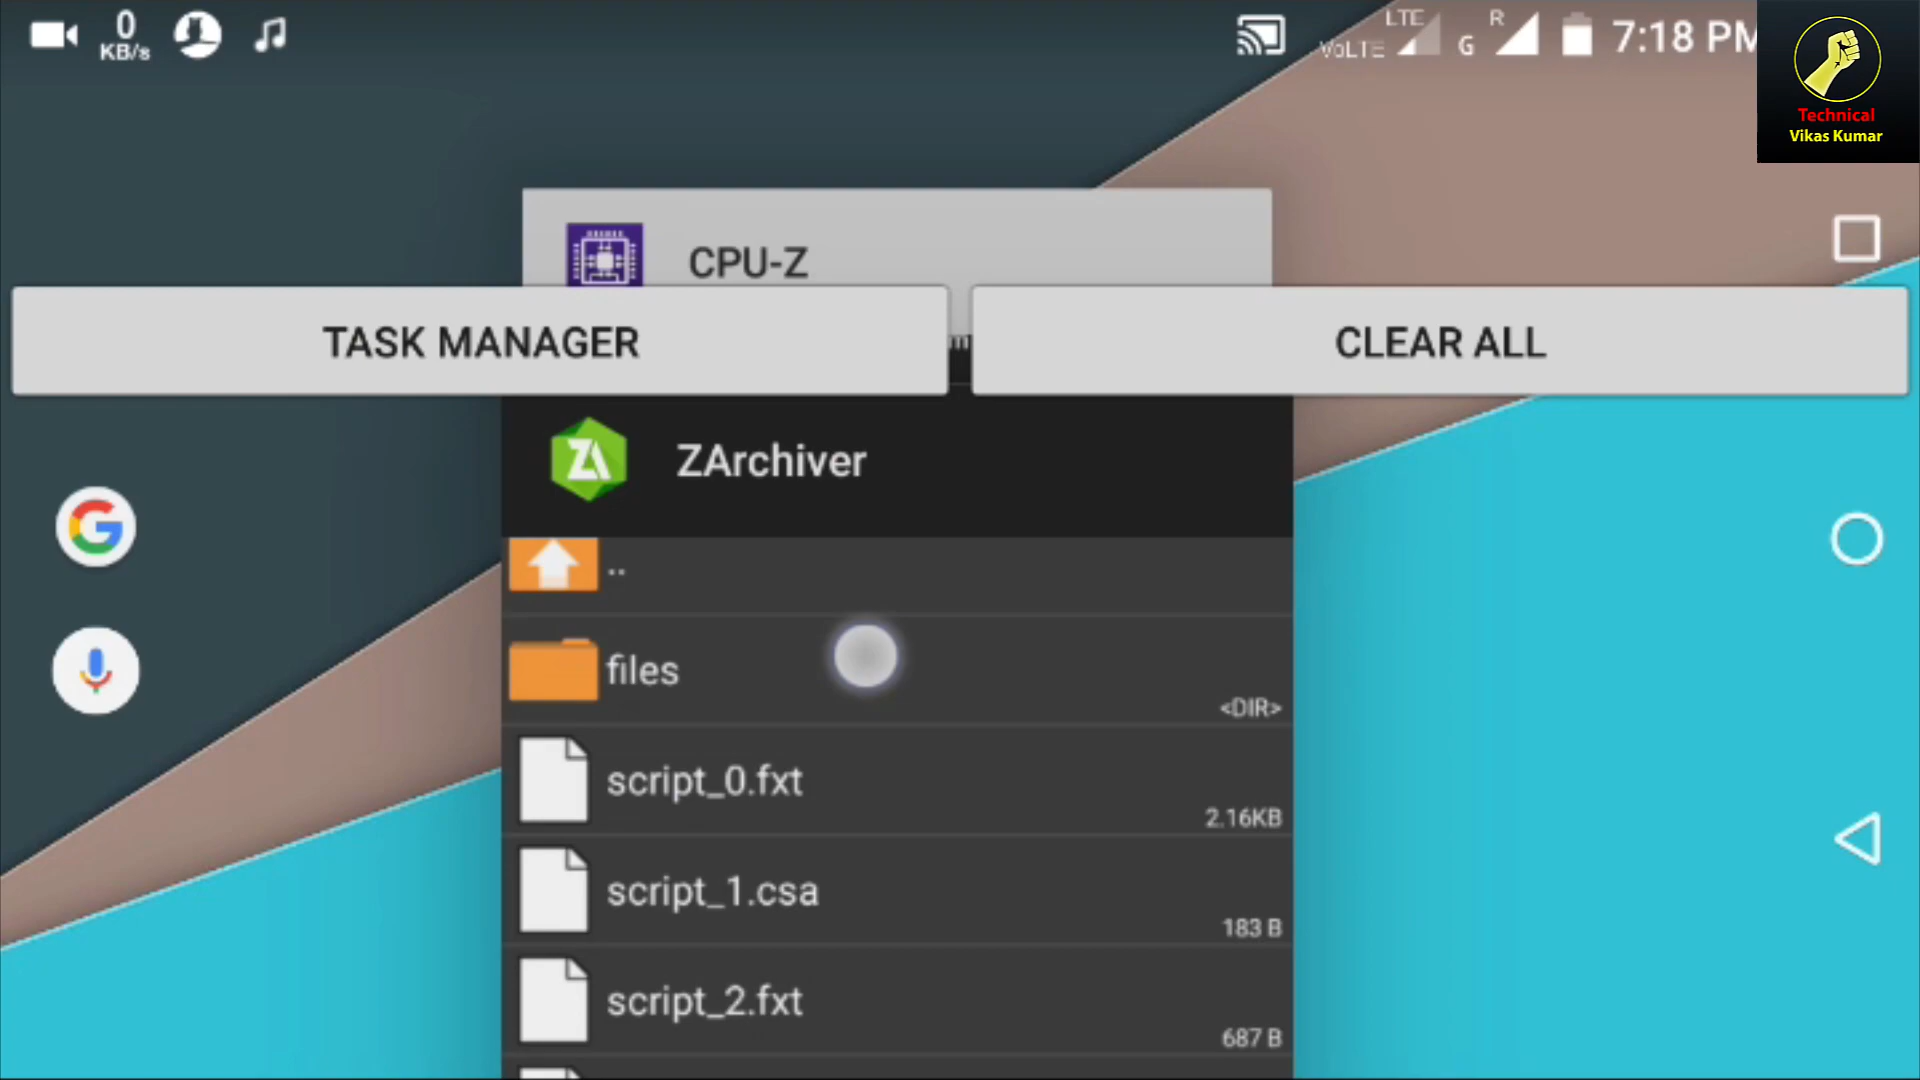 0
KB/s
LTE
VoLTE
G
R
7:18 PM
Technical
Vikas Kumar
CPU-Z
TASK MANAGER
CLEAR ALL
ZArchiver
..
files
<DIR>
script_0.fxt
2.16KB
script_1.csa
183 B
script_2.fxt
687 B